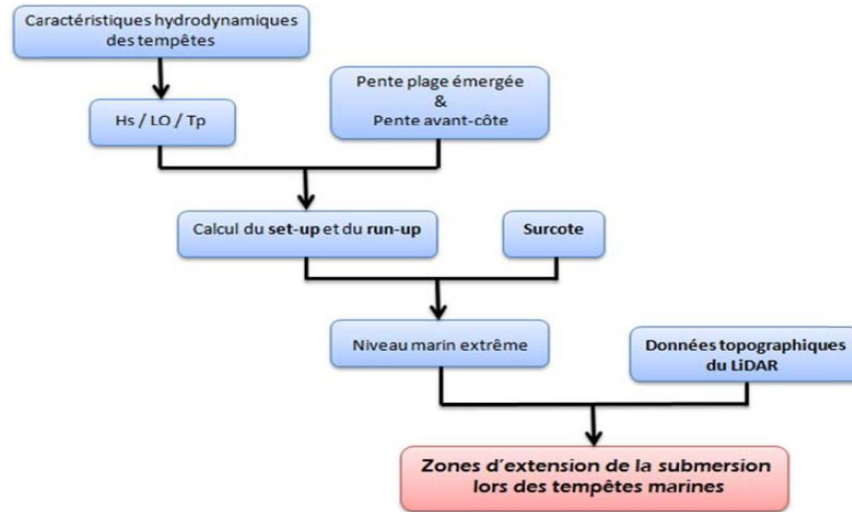 Caractéristiques hydrodynamiques
des tempêtes
Pente plage émergée
&
Pente avant-côte
Hs / LO / Tp
Calcul du set-up et du run-up
Surcote
Niveau marin extrême
Données topographiques
du LiDAR
Zones d'extension de la submersion
lors des tempêtes marines